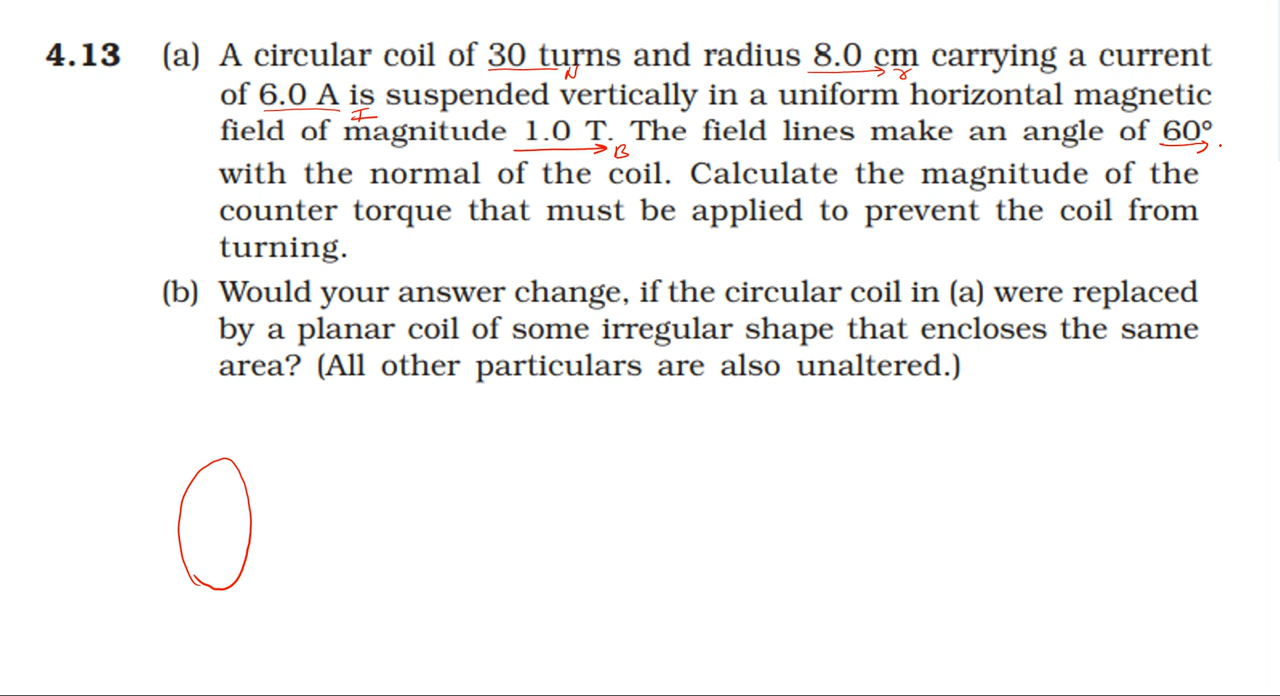 4.13 (a) A circular coil of 30 turns and radius 8.0 cm carrying a current
N r
of 6.0 A is suspended vertically in a uniform horizontal magnetic
I
field of magnitude 1.0 T. The field lines make an angle of 60°
B
with the normal of the coil. Calculate the magnitude of the
counter torque that must be applied to prevent the coil from
turning.
(b) Would your answer change, if the circular coil in (a) were replaced
by a planar coil of some irregular shape that encloses the same
area? (All other particulars are also unaltered.)